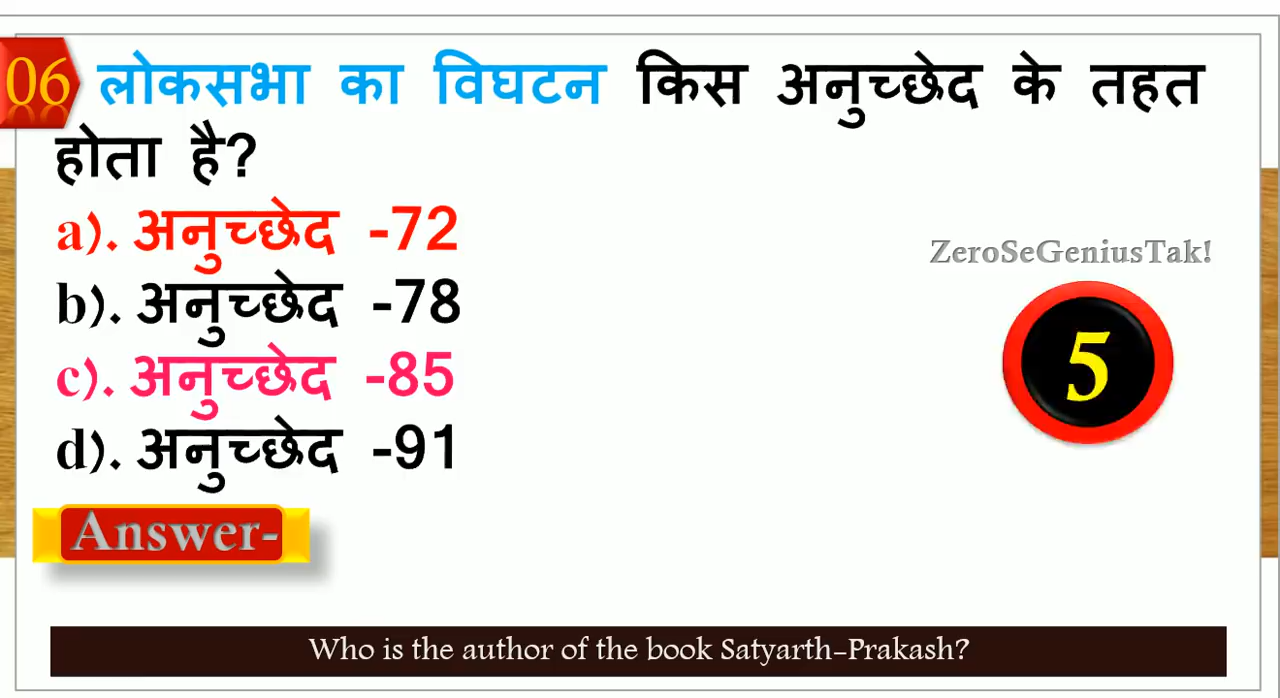 06 लोकसभा का विघटन किस अनुच्छेद के तहत
होता है?
a). अनुच्छेद -72
b). अनुच्छेद -78
c). अनुच्छेद -85
d). अनुच्छेद -91
ZeroSeGeniusTak!
5
Answer-
Who is the author of the book Satyarth-Prakash?